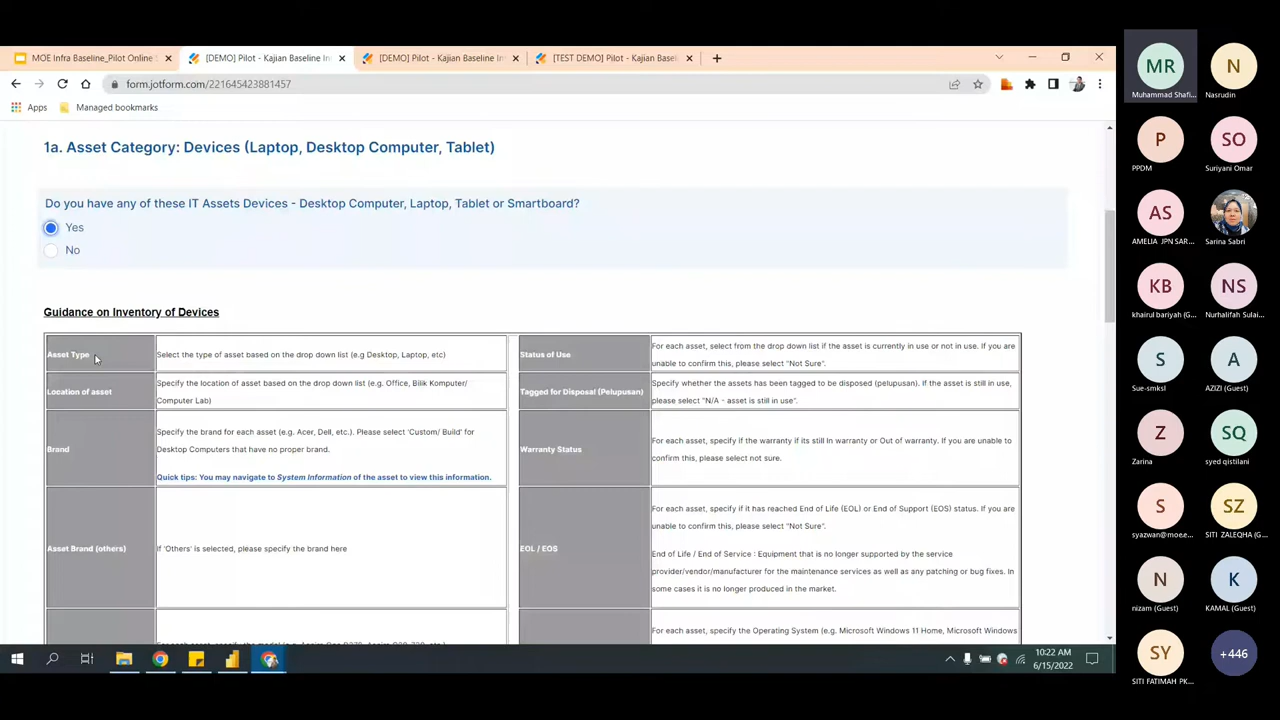 MOE Infra Baseline_Pilot Online
[DEMO] Pilot - Kajian Baseline In
[DEMO] Pilot - Kajian Baseline In
[TEST DEMO] Pilot - Kajian Basel
form.jotform.com/221645423881457
Apps
Managed bookmarks
1a. Asset Category: Devices (Laptop, Desktop Computer, Tablet)
Do you have any of these IT Assets Devices - Desktop Computer, Laptop, Tablet or Smartboard?
Yes
No
Guidance on Inventory of Devices
Asset Type
Select the type of asset based on the drop down list (e.g Desktop, Laptop, etc)
Status of Use
For each asset, select from the drop down list if the asset is currently in use or not in use. If you are
unable to confirm this, please select "Not Sure".
Location of asset
Specify the location of asset based on the drop down list (e.g. Office, Bilik Komputer/
Computer Lab)
Tagged for Disposal (Pelupusan)
Specify whether the assets has been tagged to be disposed (pelupusan). If the asset is still in use,
please select "N/A - asset is still in use".
Brand
Specify the brand for each asset (e.g. Acer, Dell, etc.). Please select 'Custom/ Build' for
Desktop Computers that have no proper brand.
Quick tips: You may navigate to System Information of the asset to view this information.
Warranty Status
For each asset, specify if the warranty if its still In warranty or Out of warranty. If you are unable to
confirm this, please select not sure.
Asset Brand (others)
If 'Others' is selected, please specify the brand here
EOL / EOS
For each asset, specify if it has reached End of Life (EOL) or End of Support (EOS) status. If you are
unable to confirm this, please select "Not Sure".
End of Life / End of Service : Equipment that is no longer supported by the service
provider/vendor/manufacturer for the maintenance services as well as any patching or bug fixes. In
some cases it is no longer produced in the market.
For each asset, specify the Operating System (e.g. Microsoft Windows 11 Home, Microsoft Windows
10:22 AM
6/15/2022
MR
Muhammad Shafi...
N
Nasrudin
P
PPDM
SO
Suriyani Omar
AS
AMELIA JPN SAR...
Sarina Sabri
KB
khairul bariyah (G...
NS
Nurhalifah Sulai...
S
Sue-smksl
A
AZIZI (Guest)
Z
Zarina
SQ
syed qistilani
S
syazwan@moe.e...
SZ
SITI ZALEQHA (G...
N
nizam (Guest)
K
KAMAL (Guest)
SY
SITI FATIMAH PK...
+446